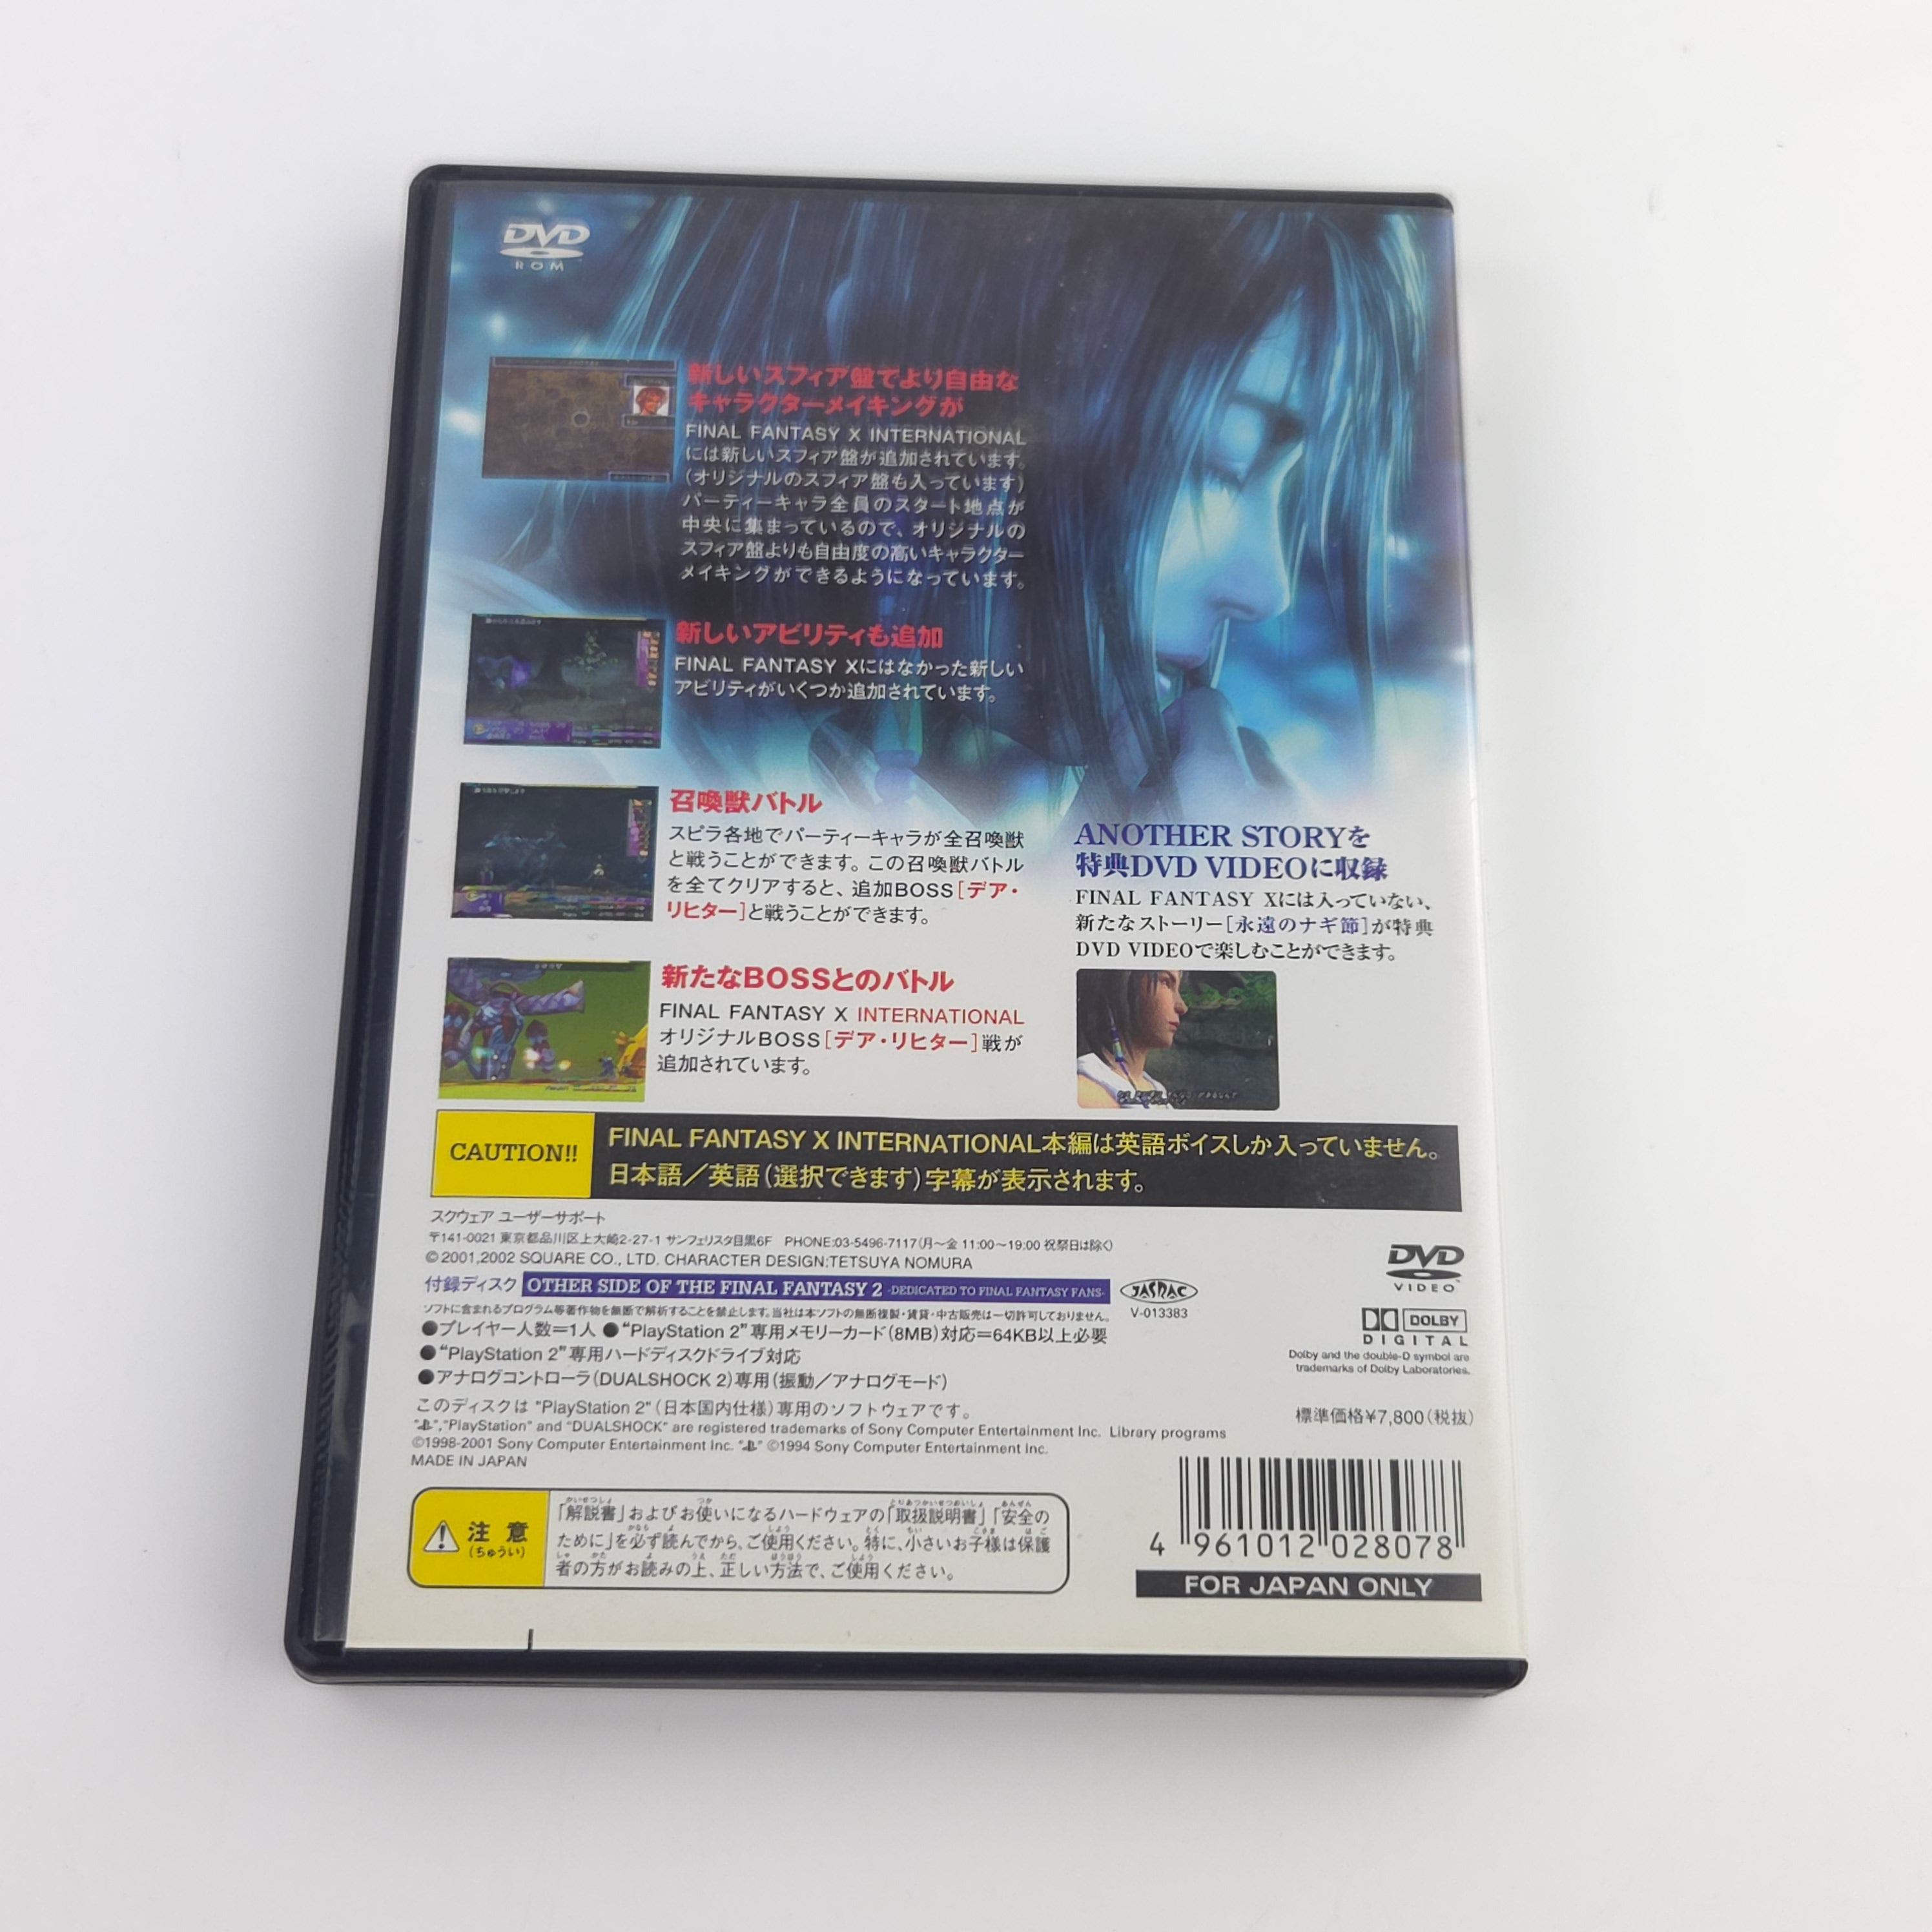 DVD
ROM
新しいスフィア盤でより自由な
キャラクターメイキングが
FINAL FANTASY X INTERNATIONAL
には新しいスフィア盤が追加されています。
(オリジナルのスフィア盤も入っています)
パーティーキャラ全員のスタート地点が
中央に集まっているので、オリジナルの
スフィア盤よりも自由度の高いキャラクター
メイキングができるようになっています。
新しいアビリティも追加
FINAL FANTASY Xにはなかった新しい
アビリティがいくつか追加されています。
召喚獣バトル
スピラ各地でパーティーキャラが全召喚獣
と戦うことができます。この召喚獣バトル
を全てクリアすると、追加BOSS[デア・
リヒター]と戦うことができます。
新たなBOSSとのバトル
FINAL FANTASY X INTERNATIONAL
オリジナルBOSS[デア・リヒター]戦が
追加されています。
ANOTHER STORYを
特典DVD VIDEOに収録
FINAL FANTASY Xには入っていない、
新たなストーリー[永遠のナギ節]が特典
DVD VIDEOで楽しむことができます。
CAUTION!!
FINAL FANTASY X INTERNATIONAL本編は英語ボイスしか入っていません。
日本語/英語(選択できます)字幕が表示されます。
スクウェア ユーザーサポート
〒141-0021 東京都品川区上大崎2-27-1 サンフェリスタ目黒6F PHONE:03-5496-7117(月〜金 11:00〜19:00 祝祭日は除く)
©2001,2002 SQUARE CO., LTD. CHARACTER DESIGN:TETSUYA NOMURA
付録ディスク OTHER SIDE OF THE FINAL FANTASY 2 -DEDICATED TO FINAL FANTASY FANS-
ソフトに含まれるプログラム等著作物を無断で解析することを禁止します。当社は本ソフトの無断複製・賃貸・中古販売は一切許可しておりません。
JASRAC
V-013383
●プレイヤー人数=1人 ●“PlayStation 2”専用メモリーカード(8MB)対応=64KB以上必要
●“PlayStation 2”専用ハードディスクドライブ対応
●アナログコントローラ(DUALSHOCK 2)専用(振動/アナログモード)
このディスクは “PlayStation 2” (日本国内仕様)専用のソフトウェアです。
“ ”,“PlayStation” and “DUALSHOCK” are registered trademarks of Sony Computer Entertainment Inc. Library programs
©1998-2001 Sony Computer Entertainment Inc. “ ” ©1994 Sony Computer Entertainment Inc.
MADE IN JAPAN
DVD
VIDEO
DOLBY
DIGITAL
Dolby and the double-D symbol are
trademarks of Dolby Laboratories.
標準価格¥7,800(税抜)
注意
(ちゅうい)
「解説書」およびお使いになるハードウェアの「取扱説明書」「安全の
ために」を必ず読んでから、ご使用ください。特に、小さいお子様は保護
者の方がお読みの上、正しい方法で、ご使用ください。
4 961012 028078
FOR JAPAN ONLY